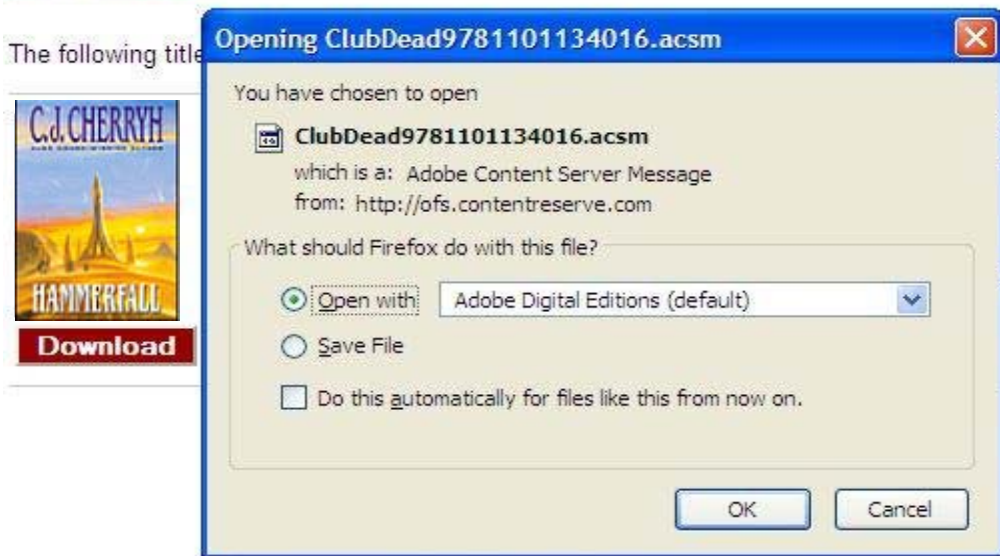 The following title
C.J. CHERRYH
HAMMERFALL
Download
Opening ClubDead9781101134016.acsm
You have chosen to open
ClubDead9781101134016.acsm
which is a: Adobe Content Server Message
from: http://ofs.contentreserve.com
What should Firefox do with this file?
Open with
Adobe Digital Editions (default)
Save File
Do this automatically for files like this from now on.
OK
Cancel